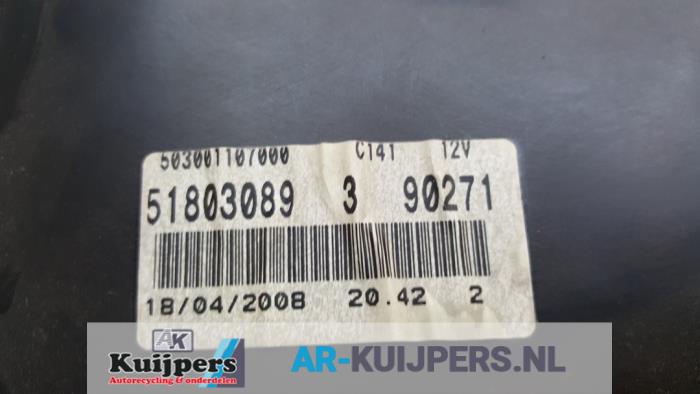 503001107000 C141 12V
51803089 3 90271
18/04/2008 20.42 2
AK
Kuijpers
Autorecycling & onderdelen
AR-KUIJPERS.NL